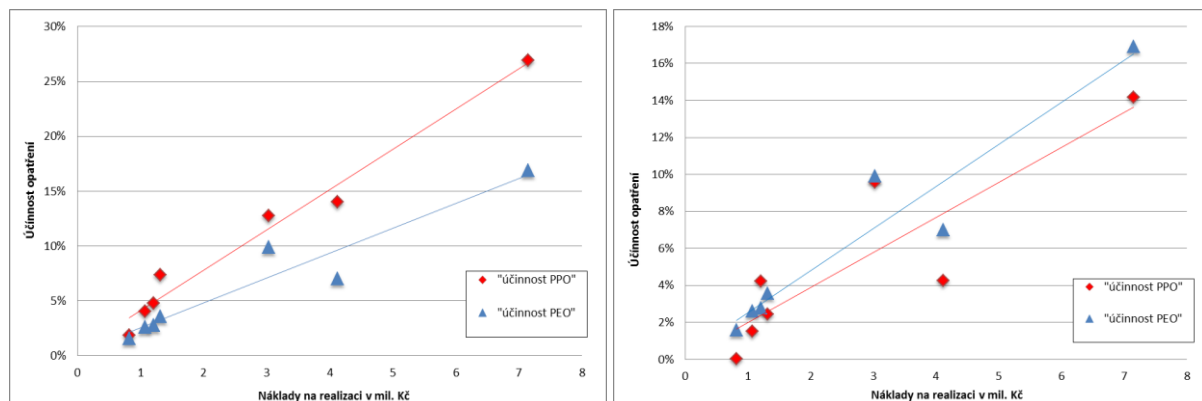 30%
25%
20%
15%
10%
5%
0%
Účinnost opatření
0 1 2 3 4 5 6 7 8
Náklady na realizaci v mil. Kč
"účinnost PPO"
"účinnost PEO"
18%
16%
14%
12%
10%
8%
6%
4%
2%
0%
Účinnost opatření
0 1 2 3 4 5 6 7 8
Náklady na realizaci v mil. Kč
"účinnost PPO"
"účinnost PEO"